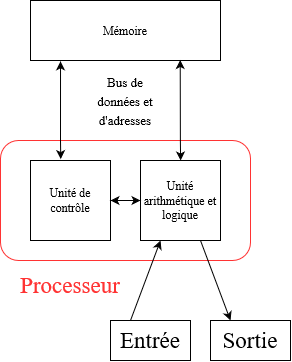 Mémoire
Bus de
données et
d'adresses
Unité de
contrôle
Unité
arithmétique et
logique
Processeur
Entrée
Sortie